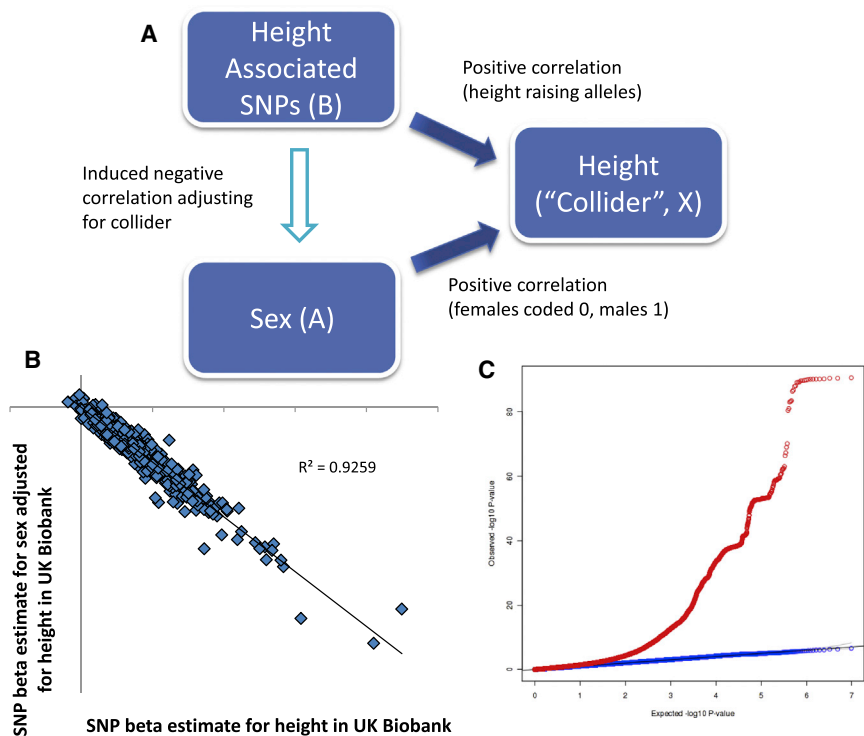 A
Height
Associated
SNPs (B)
Positive correlation
(height raising alleles)
Height
(“Collider”, X)
Induced negative
correlation adjusting
for collider
Positive correlation
(females coded 0, males 1)
Sex (A)
B
R² = 0.9259
SNP beta estimate for sex adjusted
for height in UK Biobank
SNP beta estimate for height in UK Biobank
C
80
60
40
20
0
Observed -log10 P-value
0 1 2 3 4 5 6 7
Expected -log10 P-value